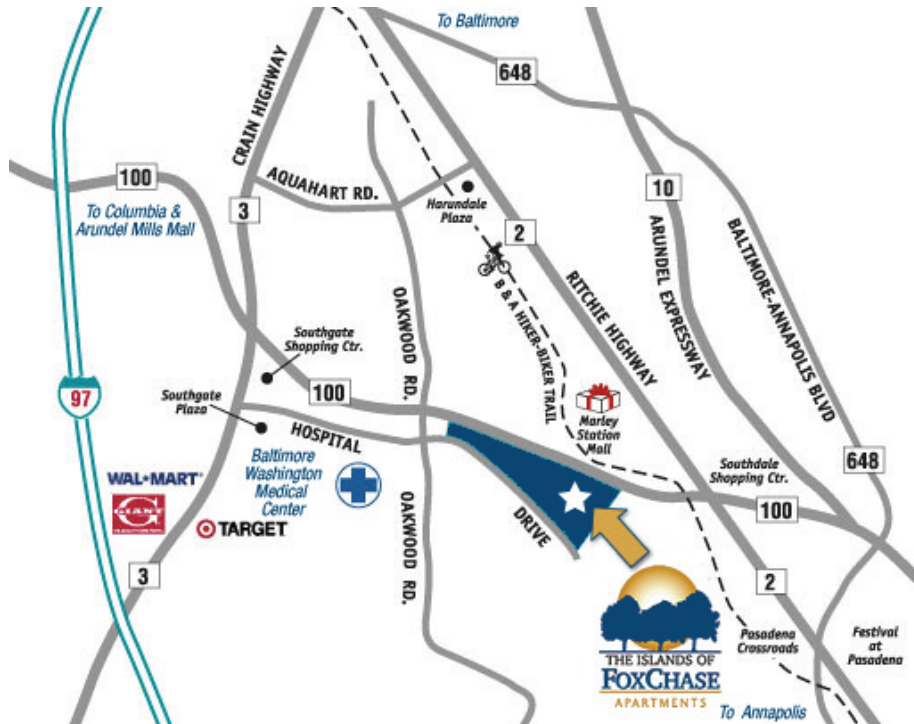 To Baltimore
648
CRAIN HIGHWAY
100
AQUAHART RD.
10
3
Harundale
Plaza
To Columbia &
Arundel Mills Mall
2
ARUNDEL EXPRESSWAY
BALTIMORE-ANNAPOLIS BLVD
RITCHIE HIGHWAY
B & A HIKER-BIKER TRAIL
OAKWOOD RD.
Southgate
Shopping Ctr.
97
100
Southgate
Plaza
Marley
Station
Mall
HOSPITAL
Baltimore
Washington
Medical
Center
648
Southdale
Shopping Ctr.
WAL★MART
G
GIANT
TARGET
100
OAKWOOD RD.
DRIVE
3
2
Pasadena
Crossroads
Festival
at
Pasadena
THE ISLANDS OF
FOXCHASE
APARTMENTS
To Annapolis